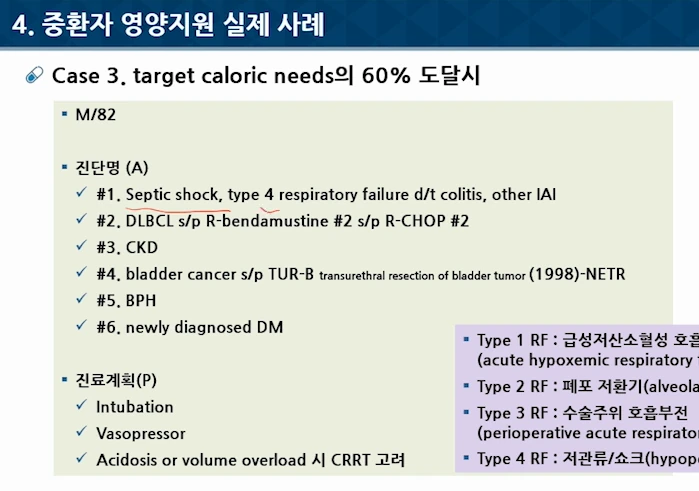 4. 중환자 영양지원 실제 사례
Case 3. target caloric needs의 60% 도달시
M/82
진단명 (A)
#1. Septic shock, type 4 respiratory failure d/t colitis, other IAI
#2. DLBCL s/p R-bendamustine #2 s/p R-CHOP #2
#3. CKD
#4. bladder cancer s/p TUR-B transurethral resection of bladder tumor (1998)-NETR
#5. BPH
#6. newly diagnosed DM
진료계획(P)
Intubation
Vasopressor
Acidosis or volume overload 시 CRRT 고려
Type 1 RF : 급성저산소혈성
(acute hypoxemic respiratory
Type 2 RF : 폐포 저환기
Type 3 RF : 수술주위 호흡부전
(perioperative acute
Type 4 RF : 저관류/쇼크